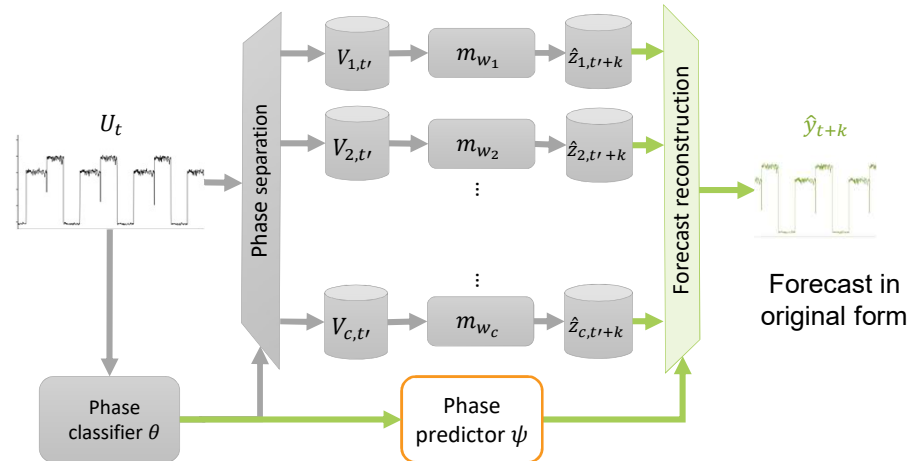 U_t
Phase separation
V_{1,t′}
m_{w_1}
ẑ_{1,t′+k}
V_{2,t′}
m_{w_2}
ẑ_{2,t′+k}
...
...
V_{c,t′}
m_{w_c}
ẑ_{c,t′+k}
Forecast reconstruction
ŷ_{t+k}
Forecast in
original form
Phase
classifier θ
Phase
predictor ψ